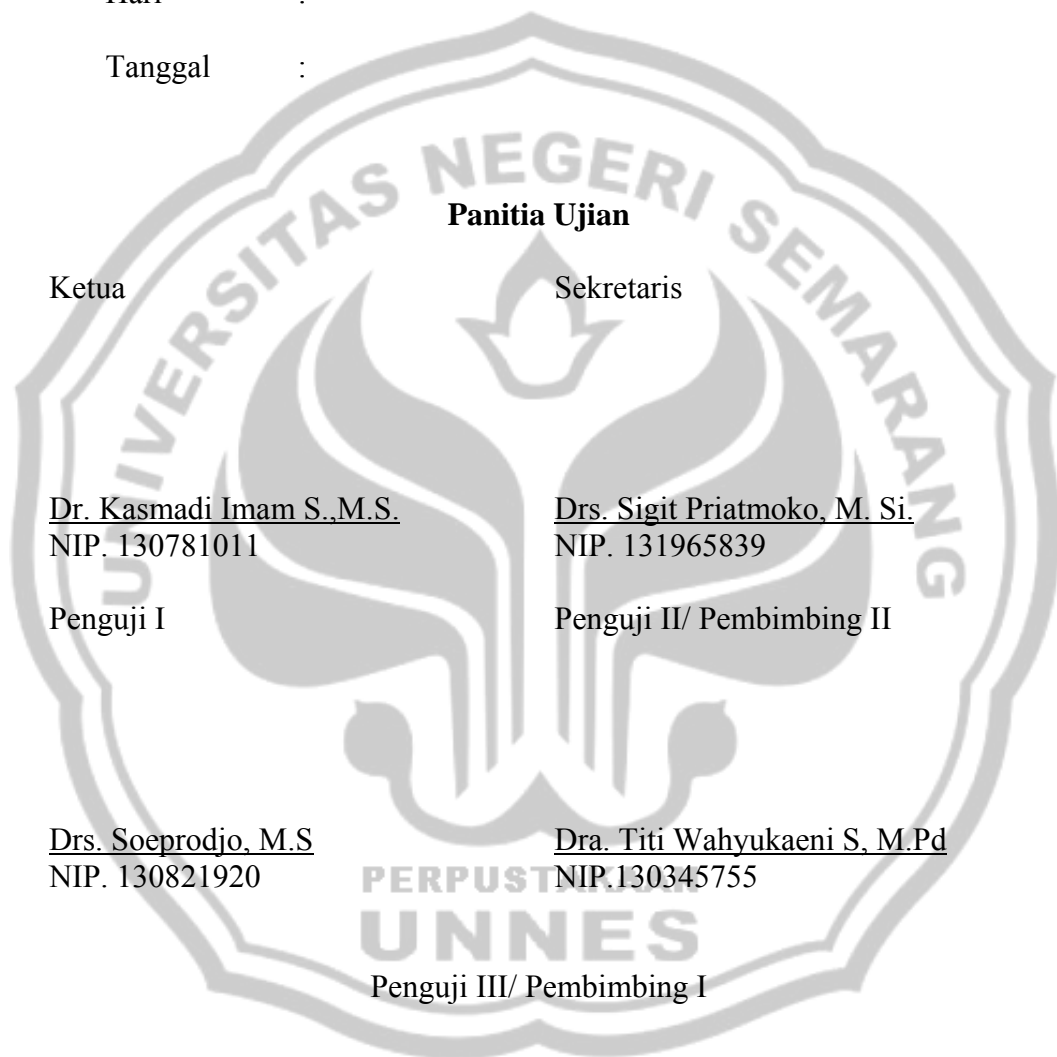 Hari :
Tanggal :
UNIVERSITAS NEGERI SEMARANG
Panitia Ujian
Ketua Sekretaris
Dr. Kasmadi Imam S.,M.S. Drs. Sigit Priatmoko, M. Si.
NIP. 130781011 NIP. 131965839
Penguji I Penguji II/ Pembimbing II
Drs. Soeprodjo, M.S Dra. Titi Wahyukaeni S, M.Pd
NIP. 130821920 NIP.130345755
PERPUSTAKAAN
UNNES
Penguji III/ Pembimbing I